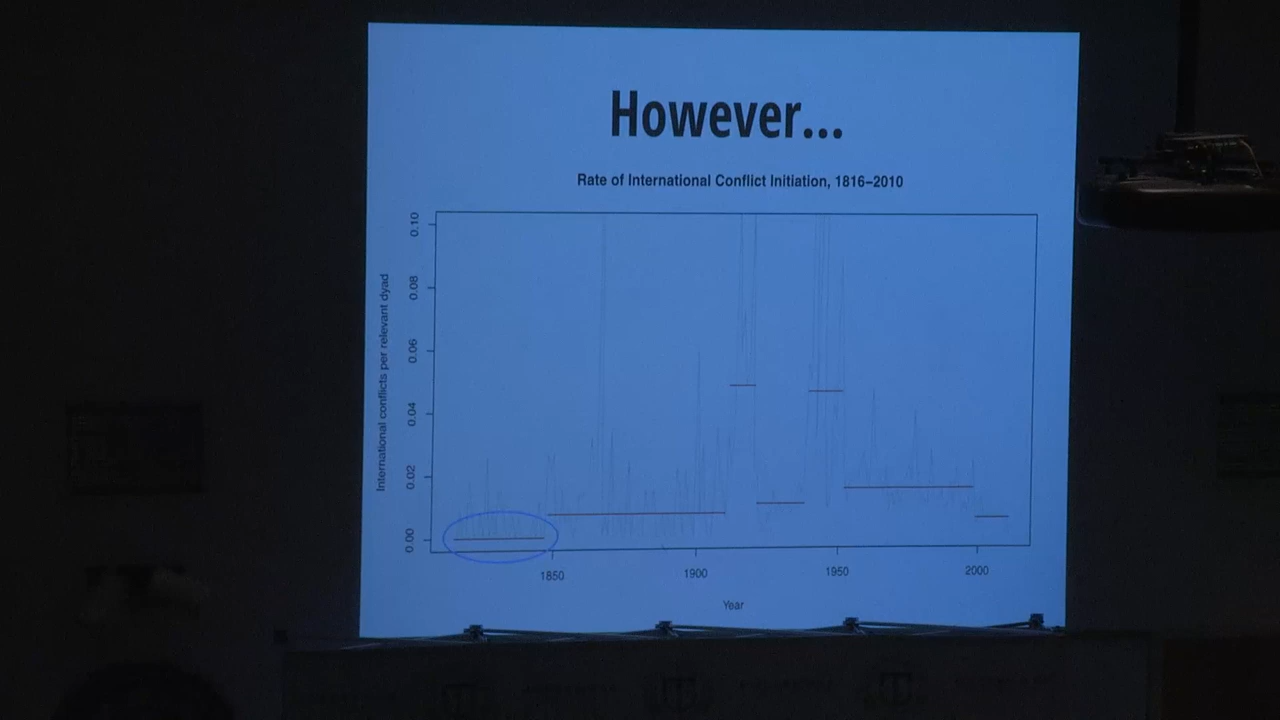 However...
Rate of International Conflict Initiation, 1816–2010
International conflicts per relevant dyad
0.10
0.08
0.06
0.04
0.02
0.00
1850
1900
1950
2000
Year